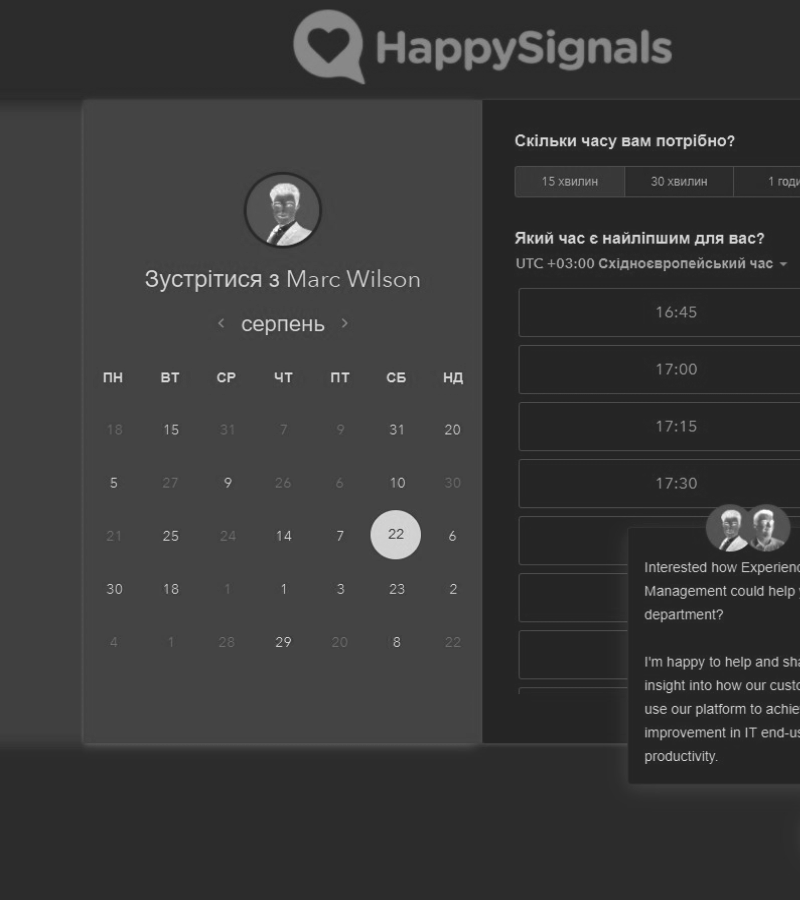 HappySignals
Зустрітися з Marc Wilson
серпень
ПН ВТ СР ЧТ ПТ СБ НД
18 15 31 7 9 31 20
5 27 9 26 6 10 30
21 25 24 14 7 22 6
30 18 1 1 3 23 2
4 1 28 29 20 8 22
Скільки часу вам потрібно?
15 хвилин 30 хвилин 1 годи
Який час є найліпшим для вас?
UTC +03:00 Східноєвропейський час
16:45
17:00
17:15
17:30
Interested how Experienc
Management could help y
department?
I'm happy to help and sha
insight into how our custo
use our platform to achie
improvement in IT end-us
productivity.